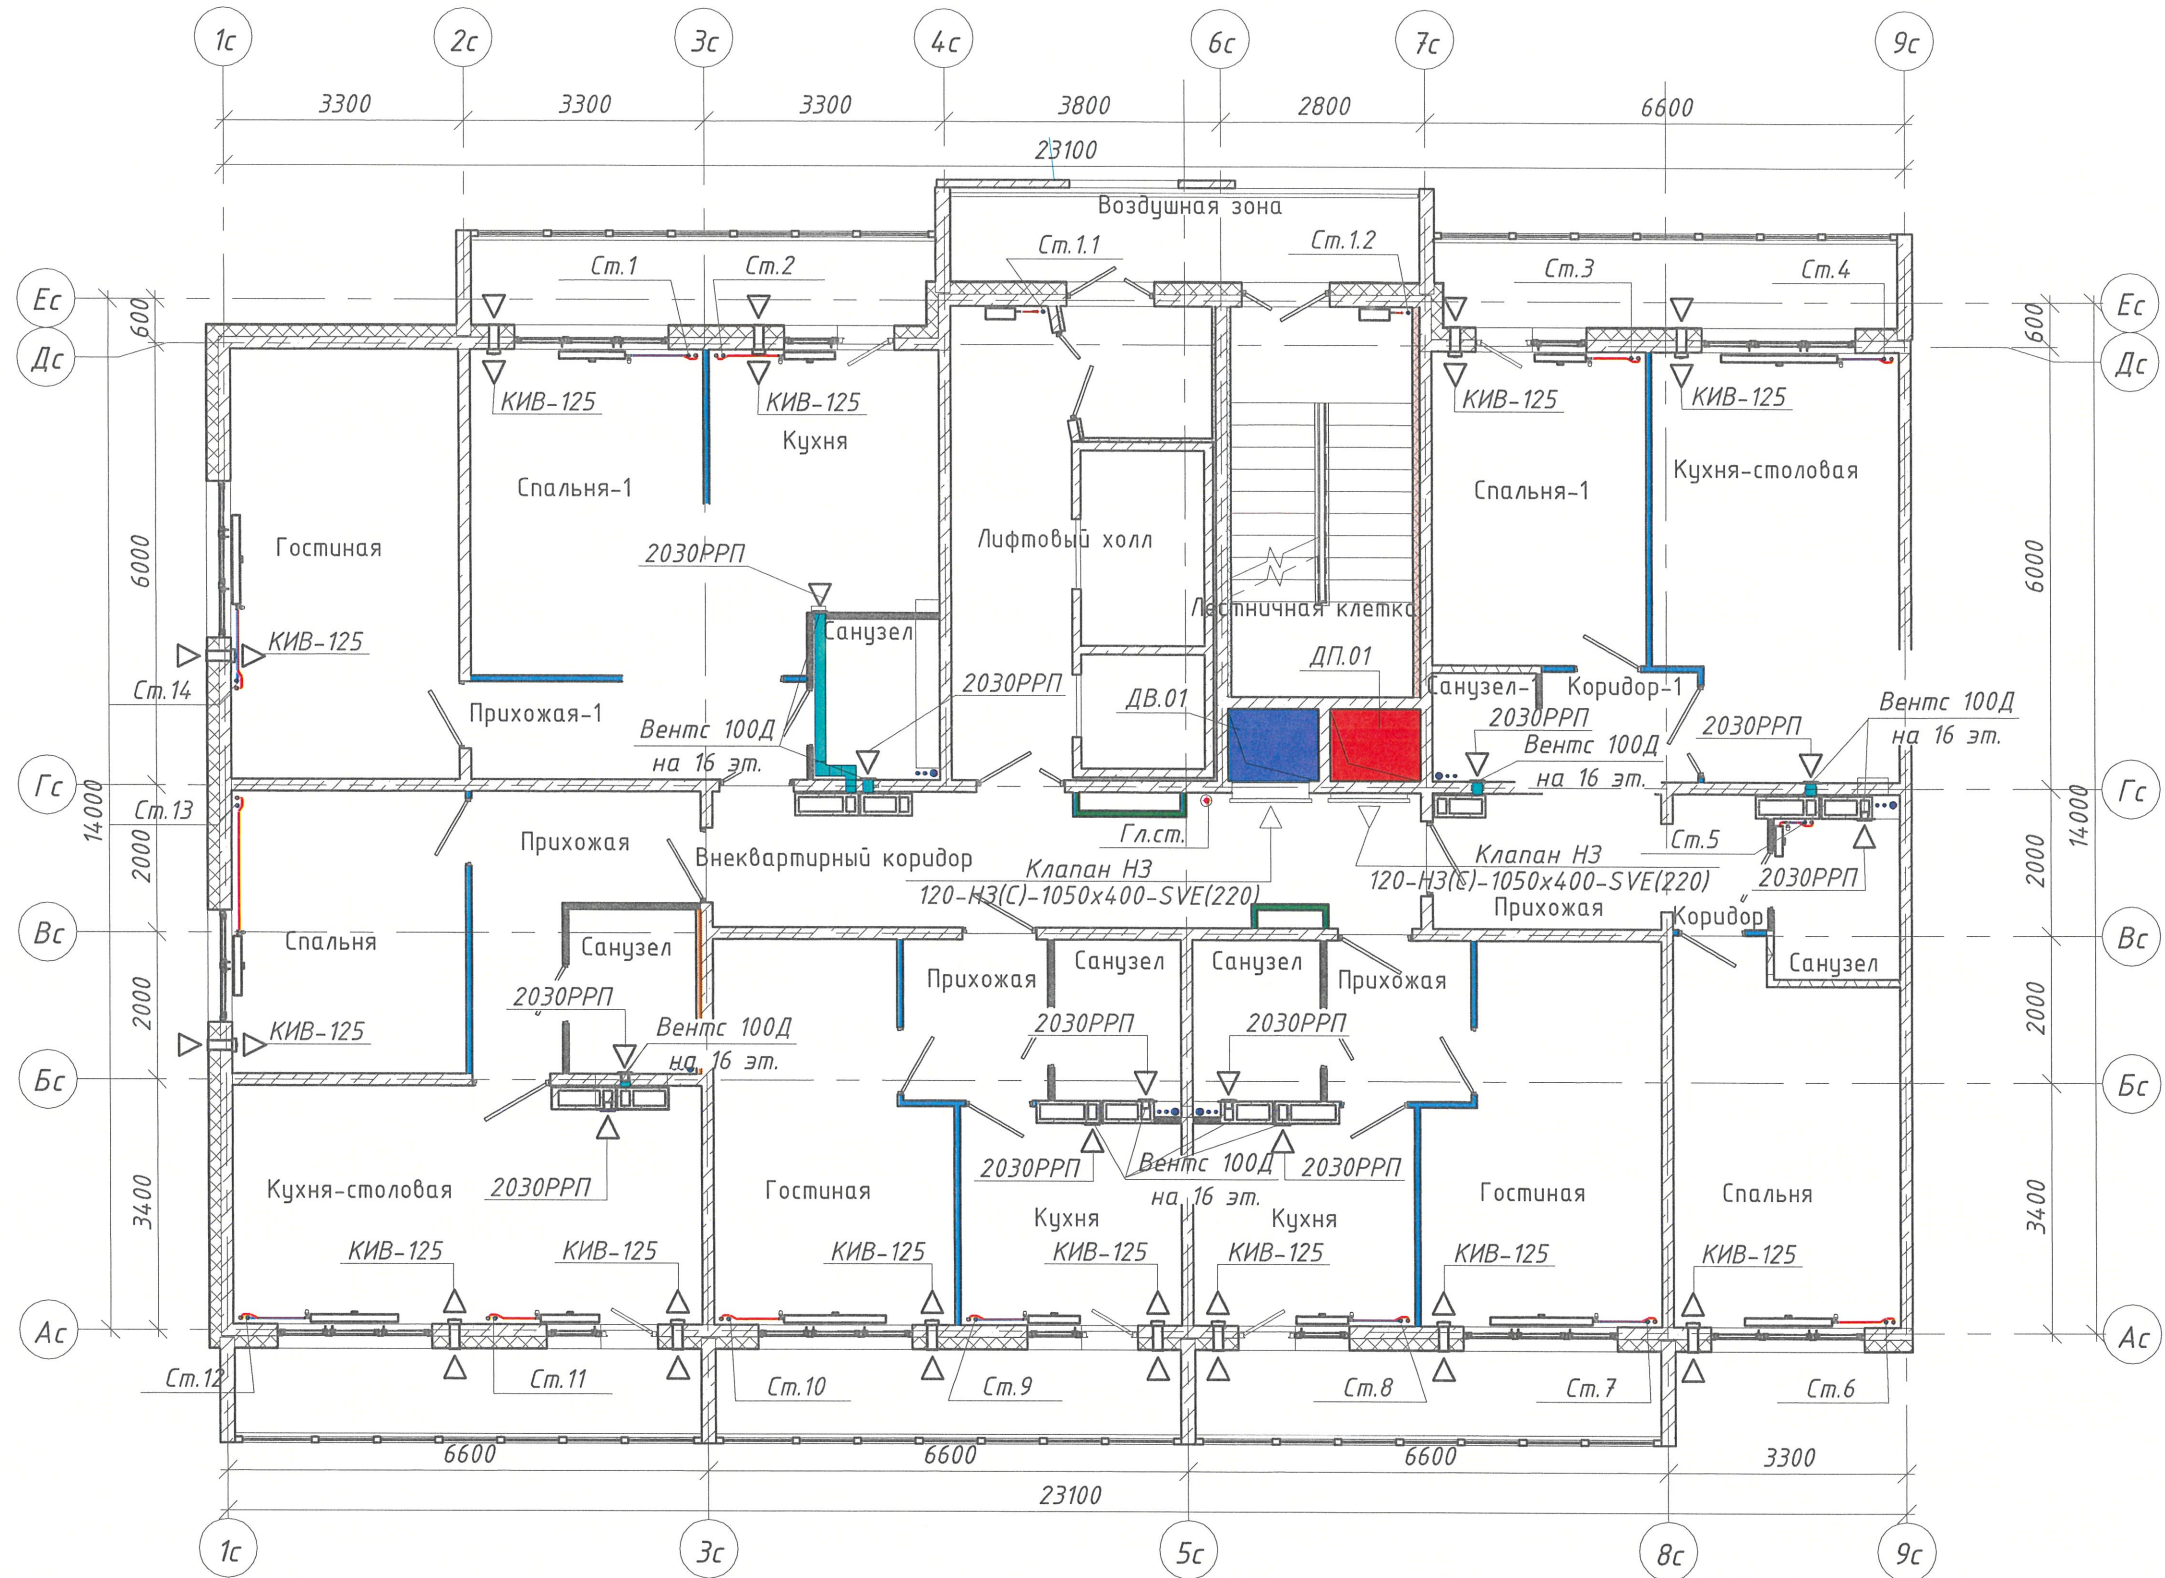 1с 2с 3с 4с 6с 7с 9с
3300 3300 3300 3800 2800 6600
23100
Воздушная зона
Ст.1 Ст.2 Ст.1.1 Ст.1.2 Ст.3 Ст.4
Ес Ес
600 600
Дс Дс
КИВ-125 КИВ-125 КИВ-125 КИВ-125
Кухня
Кухня-столовая
Спальня-1 Спальня-1
Гостиная 2030РРП Лифтовый холл
6000 6000
Лестничная клетка
Санузел
КИВ-125 ДП.01
Ст.14 2030РРП ДВ.01 Санузел-1 Коридор-1
Прихожая-1 Вентс 100Д 2030РРП 2030РРП Вентс 100Д
на 16 эт. Вентс 100Д на 16 эт.
на 16 эт.
Гс Гс
14000 14000
Ст.13 Гл.ст. Ст.5
Прихожая Внеквартирный коридор
2000 2000
Клапан НЗ Клапан НЗ
120-НЗ(С)-1050х400-SVE(220) 120-НЗ(С)-1050х400-SVE(220) 2030РРП
Прихожая Коридор
Вс Вс
Спальня Санузел Прихожая Санузел Санузел Прихожая Санузел
2000 2000
2030РРП 2030РРП 2030РРП
КИВ-125 Вентс 100Д
на 16 эт.
Бс Бс
2030РРП Вентс 100Д 2030РРП
на 16 эт.
Кухня-столовая 2030РРП Гостиная Гостиная Спальня
3400 3400
Кухня Кухня
КИВ-125 КИВ-125 КИВ-125 КИВ-125 КИВ-125 КИВ-125 КИВ-125
Ас Ас
Ст.12 Ст.11 Ст.10 Ст.9 Ст.8 Ст.7 Ст.6
6600 6600 6600 3300
23100
1с 3с 5с 8с 9с